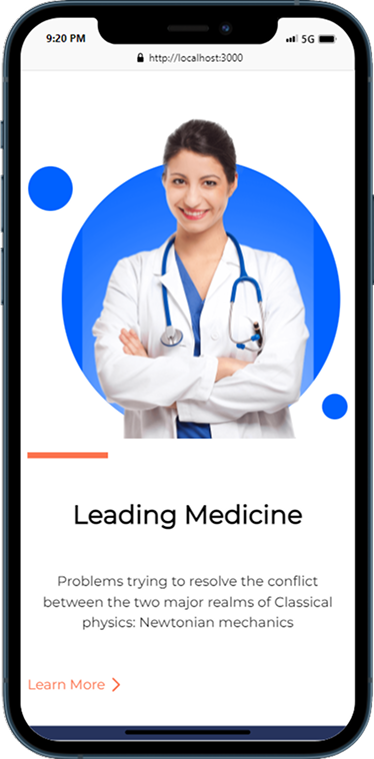 9:20 PM 5G
http://localhost:3000
Leading Medicine
Problems trying to resolve the conflict
between the two major realms of Classical
physics: Newtonian mechanics
Learn More